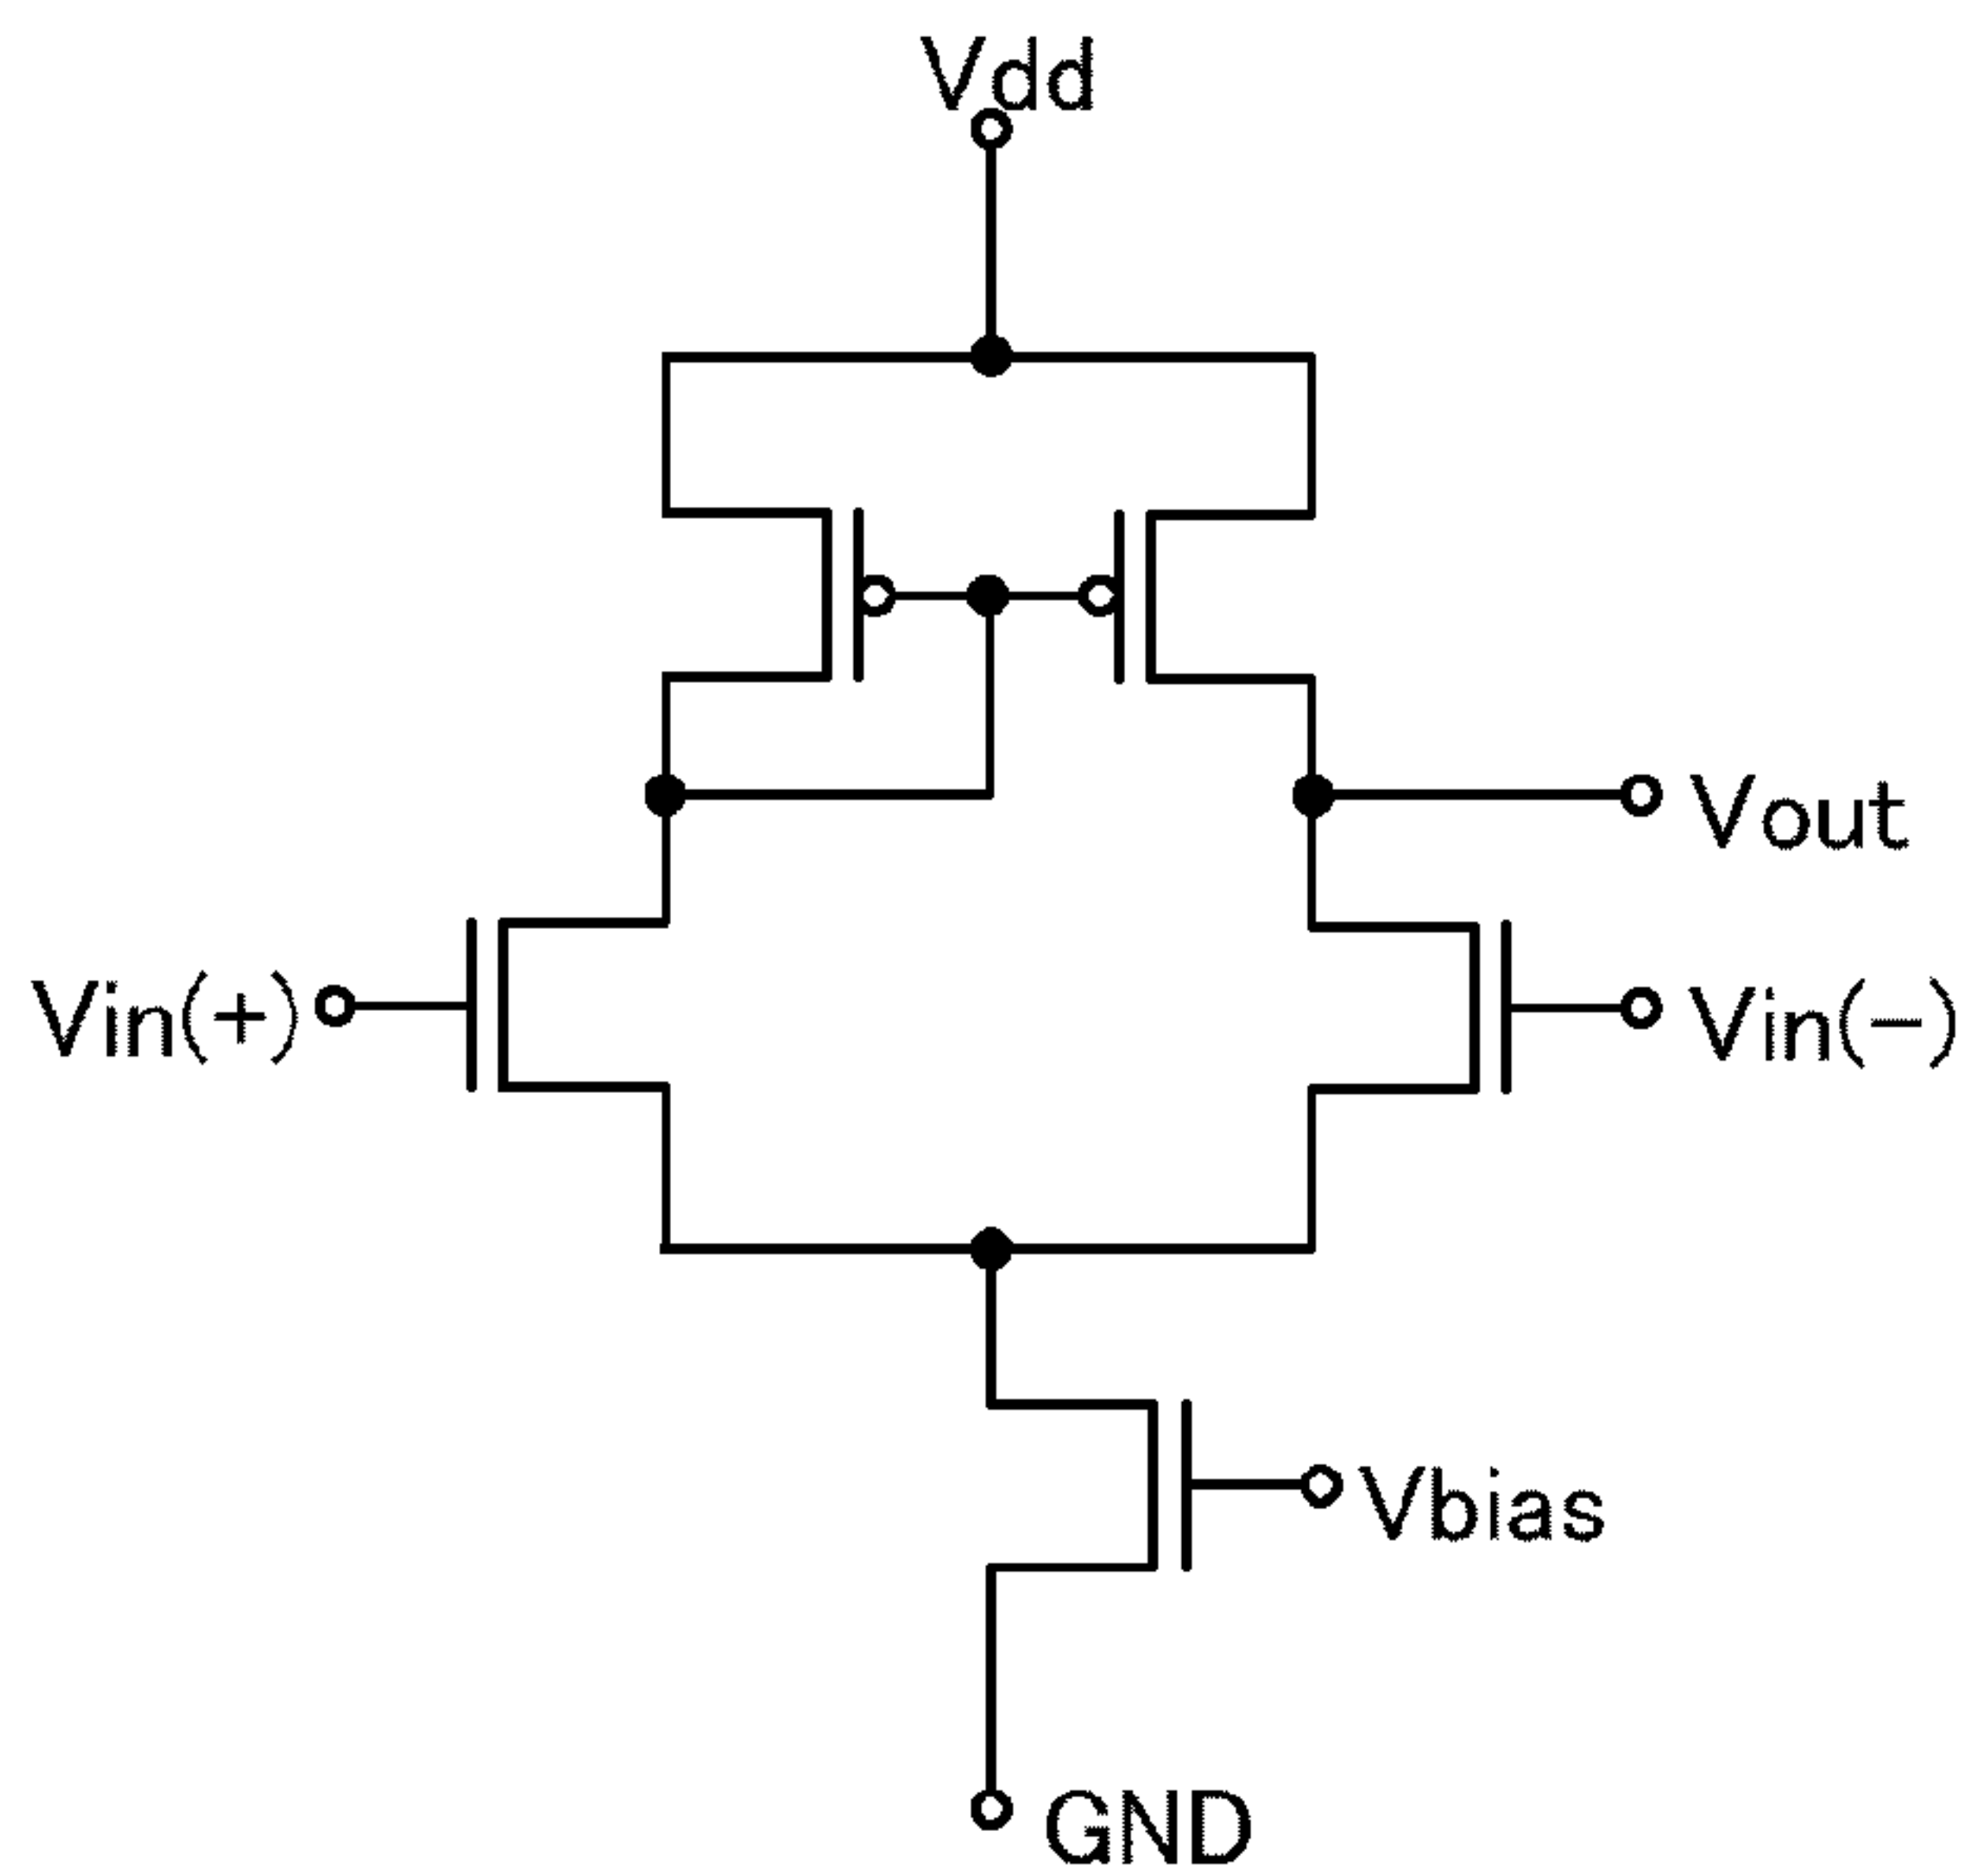 Vdd
Vout
Vin(+)
Vin(-)
Vbias
GND